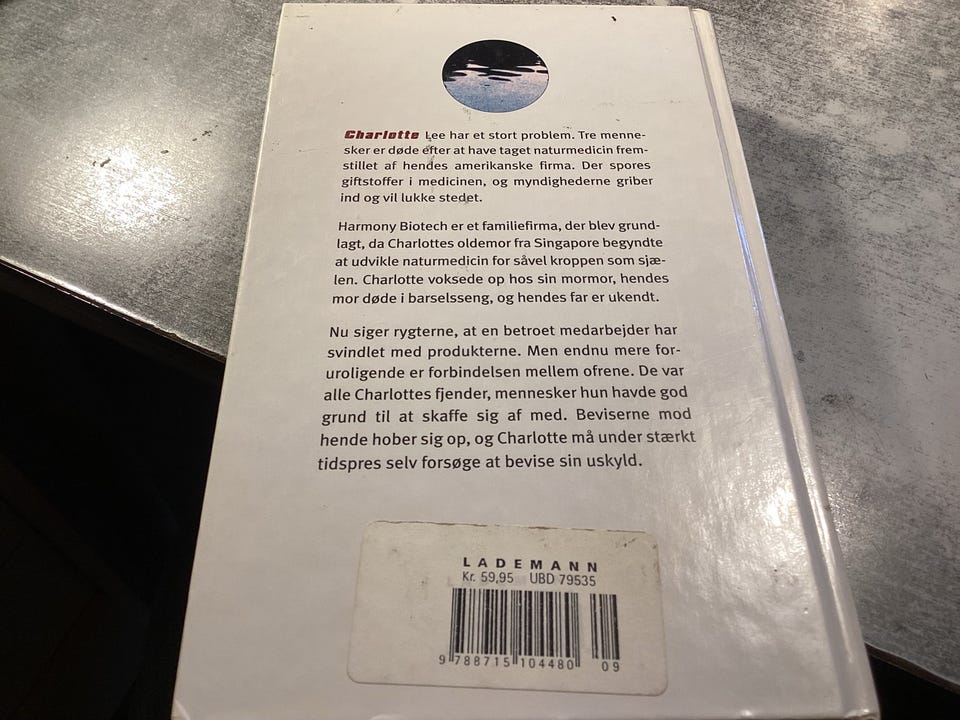 Charlotte Lee har et stort problem. Tre menne-
sker er døde efter at have taget naturmedicin frem-
stillet af hendes amerikanske firma. Der spores
giftstoffer i medicinen, og myndighederne griber
ind og vil lukke stedet.
Harmony Biotech er et familiefirma, der blev grund-
lagt, da Charlottes oldemor fra Singapore begyndte
at udvikle naturmedicin for såvel kroppen som sjæ-
len. Charlotte voksede op hos sin mormor, hendes
mor døde i barselsseng, og hendes far er ukendt.
Nu siger rygterne, at en betroet medarbejder har
svindlet med produkterne. Men endnu mere for-
uroligende er forbindelsen mellem ofrene. De var
alle Charlottes fjender, mennesker hun havde god
grund til at skaffe sig af med. Beviserne mod
hende hober sig op, og Charlotte må under stærkt
tidspres selv forsøge at bevise sin uskyld.
LADEMANN
Kr. 59,95 UBD 79535
9 788715 104480 09